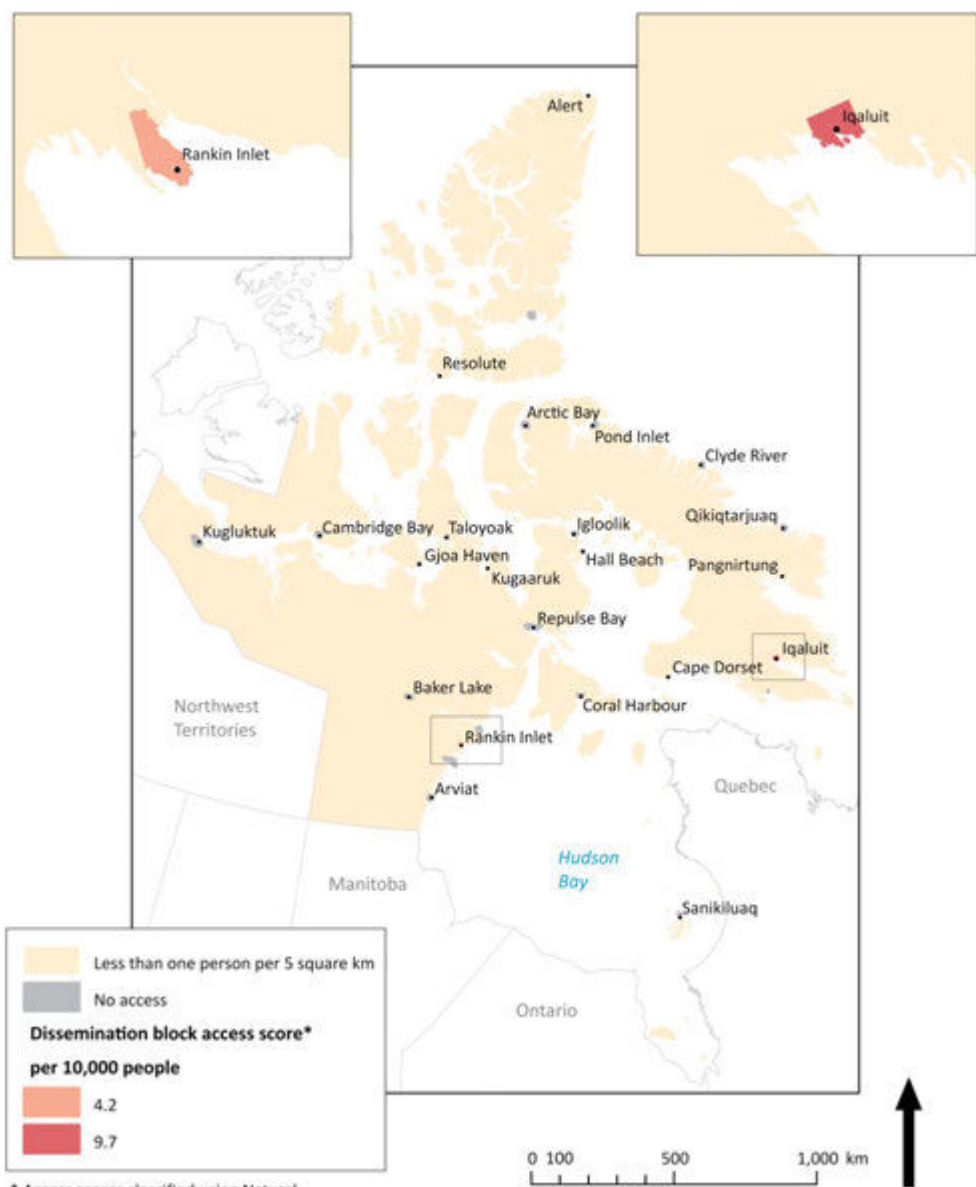 Rankin Inlet
Iqaluit
Alert
Resolute
Arctic Bay
Pond Inlet
Clyde River
Kugluktuk
Cambridge Bay
Taloyoak
Igloolik
Qikiqtarjuaq
Gjoa Haven
Hall Beach
Kugaaruk
Pangnirtung
Repulse Bay
Iqaluit
Cape Dorset
Baker Lake
Coral Harbour
Northwest
Territories
Rankin Inlet
Quebec
Arviat
Hudson
Bay
Manitoba
Sanikiluaq
Ontario
Less than one person per 5 square km
No access
Dissemination block access score*
per 10,000 people
4.2
9.7
0 100 500 1,000 km